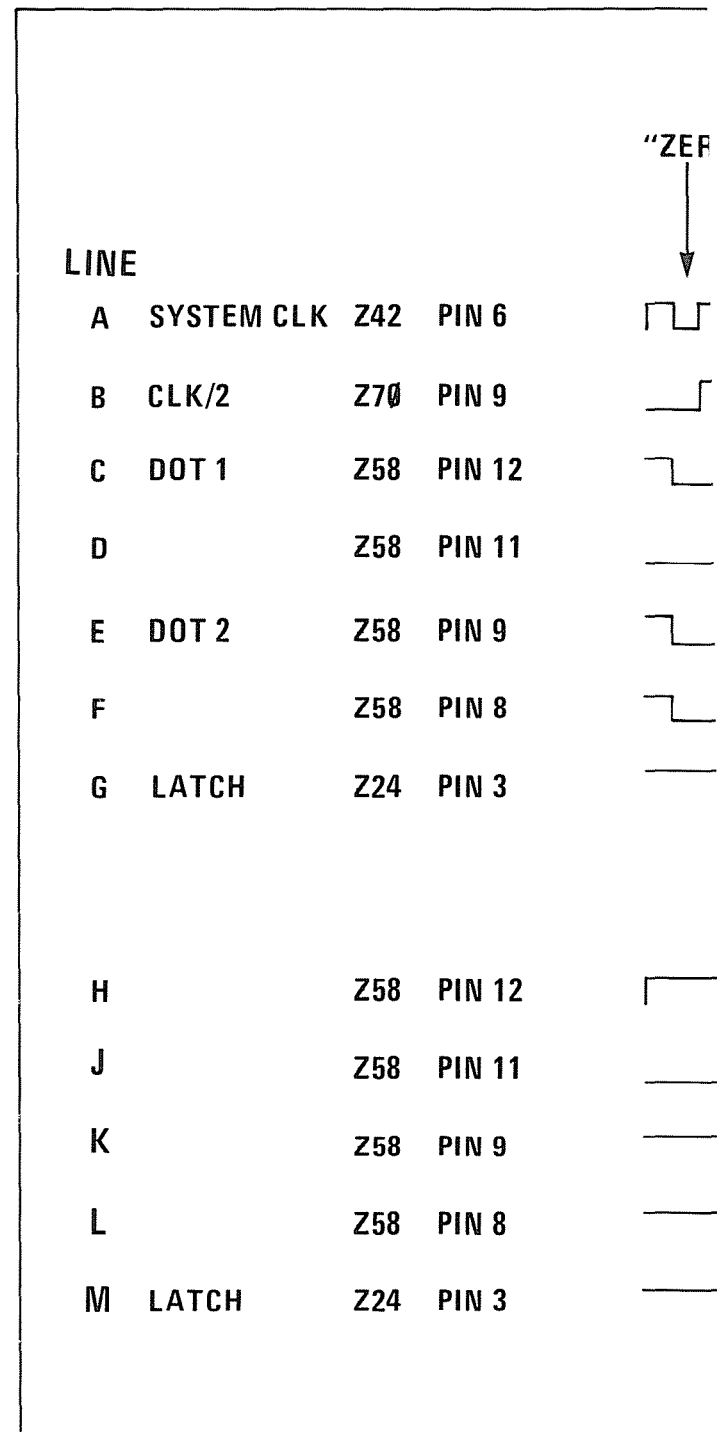 "ZER
LINE
A SYSTEM CLK Z42 PIN 6
B CLK/2 Z7Ø PIN 9
C DOT 1 Z58 PIN 12
D Z58 PIN 11
E DOT 2 Z58 PIN 9
F Z58 PIN 8
G LATCH Z24 PIN 3
H Z58 PIN 12
J Z58 PIN 11
K Z58 PIN 9
L Z58 PIN 8
M LATCH Z24 PIN 3